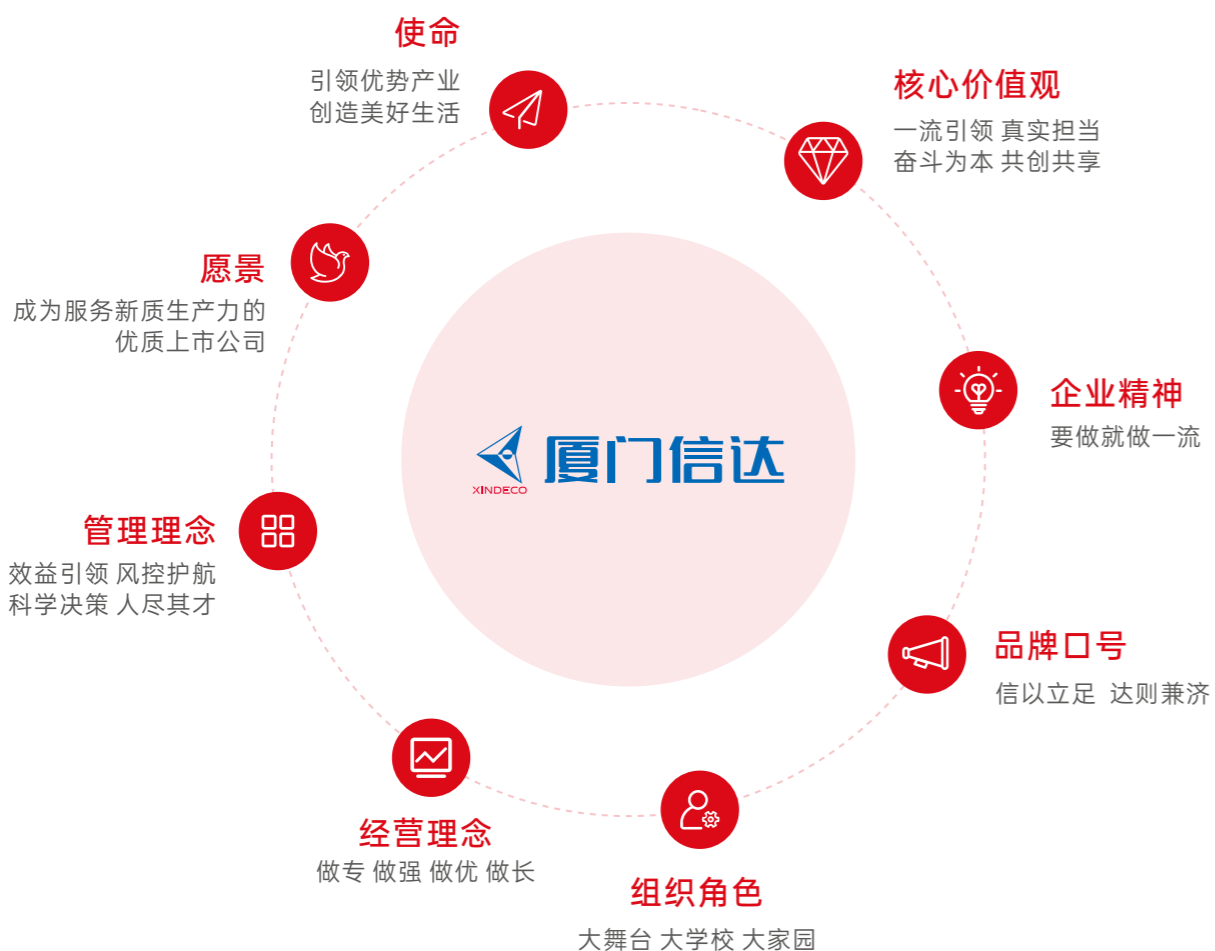 使命
引领优势产业
创造美好生活
核心价值观
一流引领 真实担当
奋斗为本 共创共享
愿景
成为服务新质生产力的
优质上市公司
企业精神
要做就做一流
厦门信达
XINDECO
管理理念
效益引领 风控护航
科学决策 人尽其才
品牌口号
信以立足 达则兼济
经营理念
做专 做强 做优 做长
组织角色
大舞台 大学校 大家园